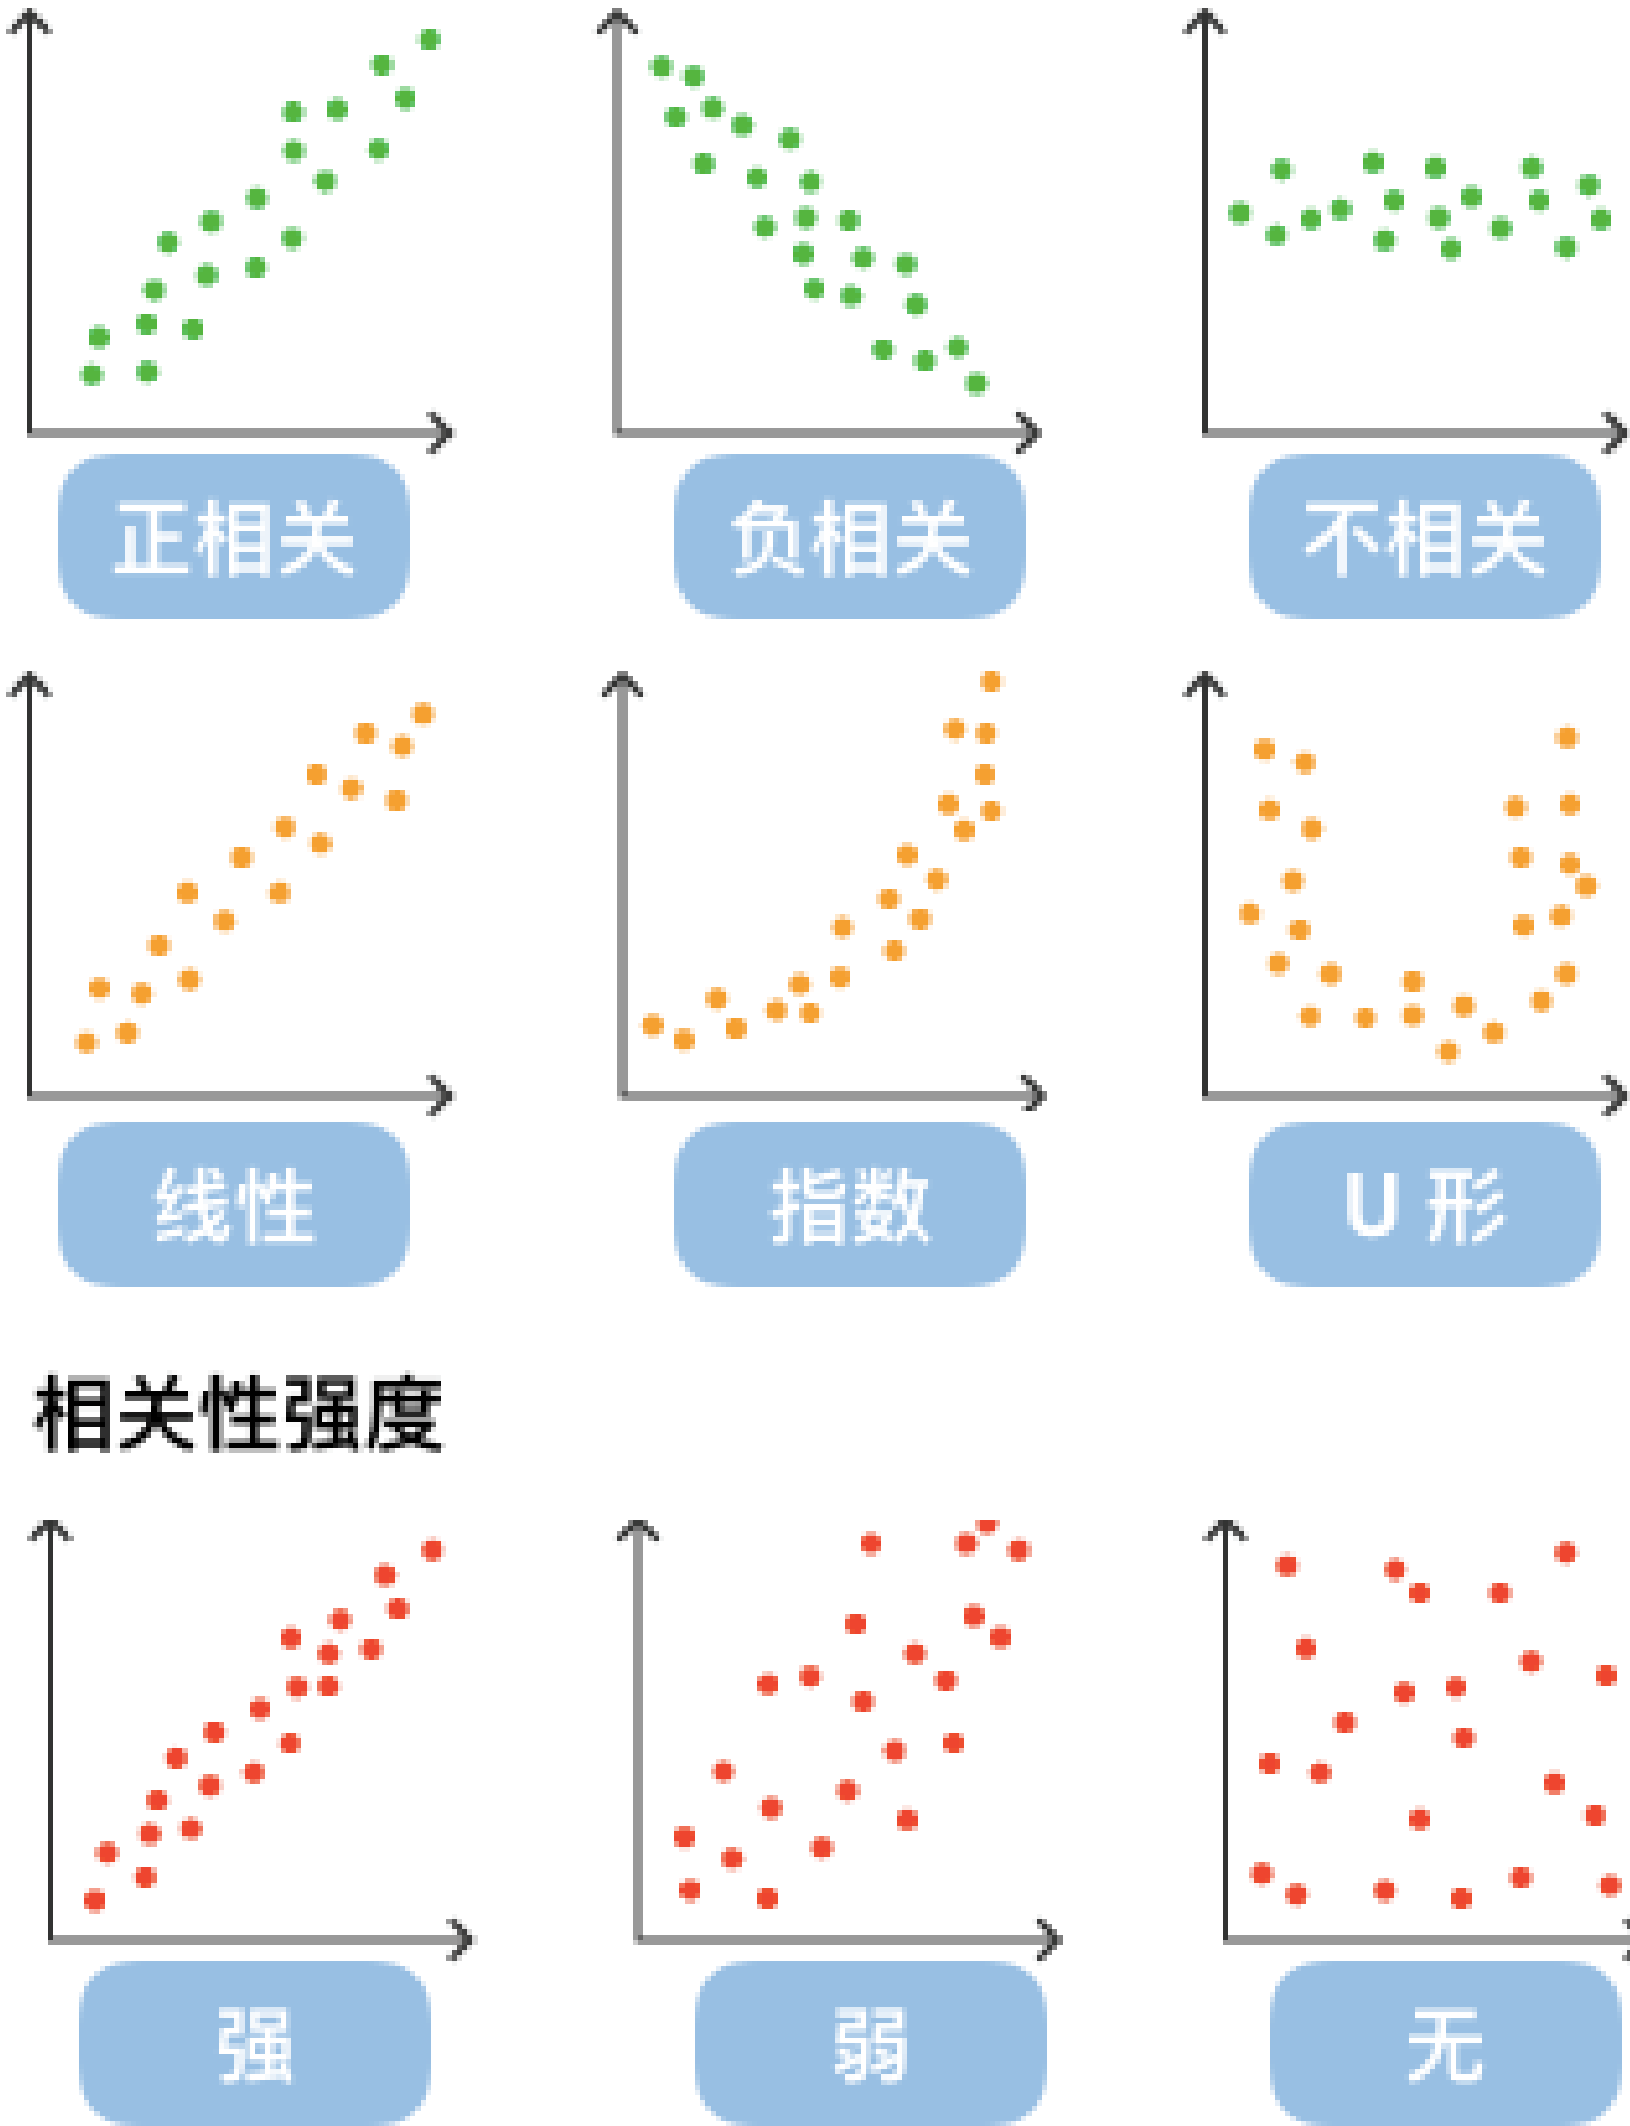 正相关
负相关
不相关
线性
指数
U 形
相关性强度
强
弱
无